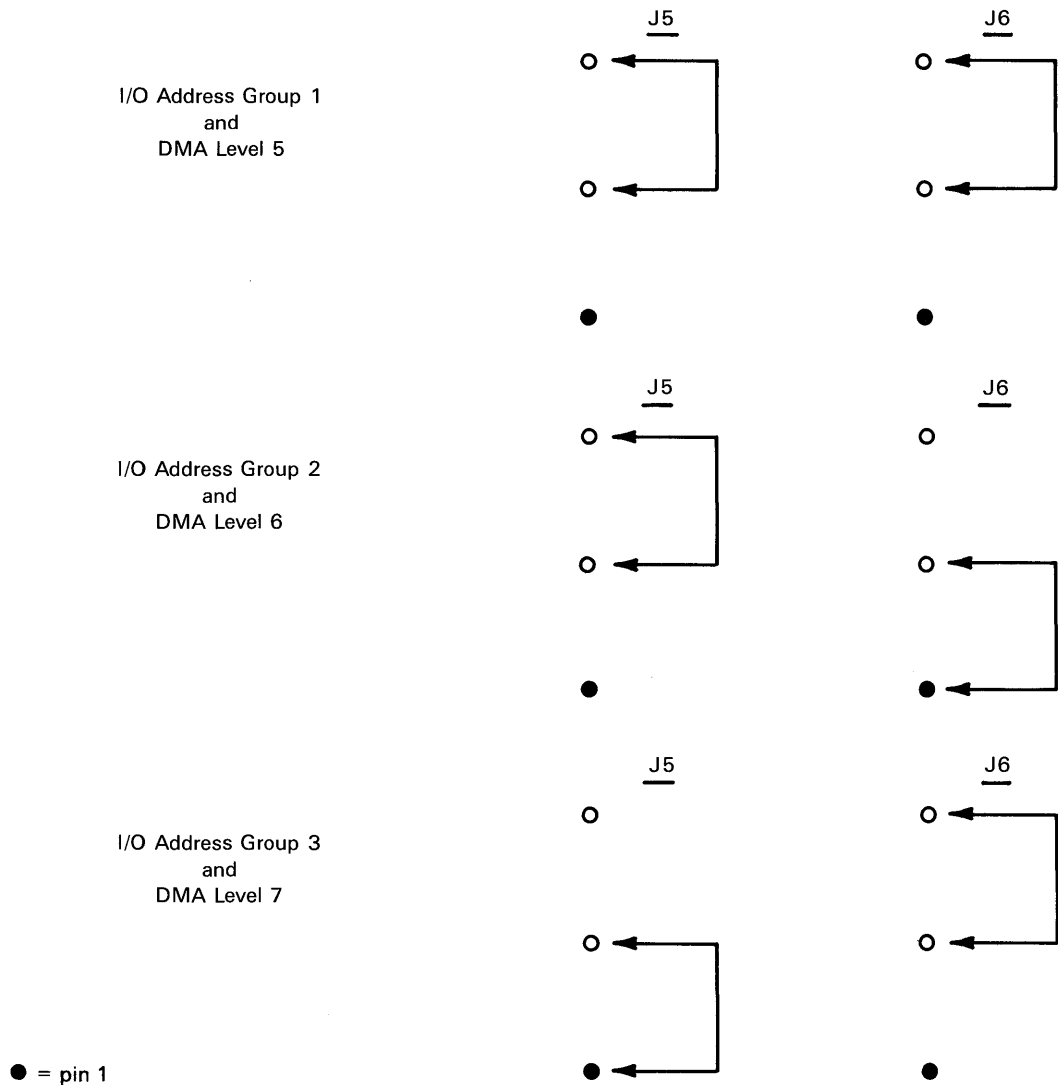 J5 J6
I/O Address Group 1
and
DMA Level 5
J5 J6
I/O Address Group 2
and
DMA Level 6
J5 J6
I/O Address Group 3
and
DMA Level 7
● = pin 1